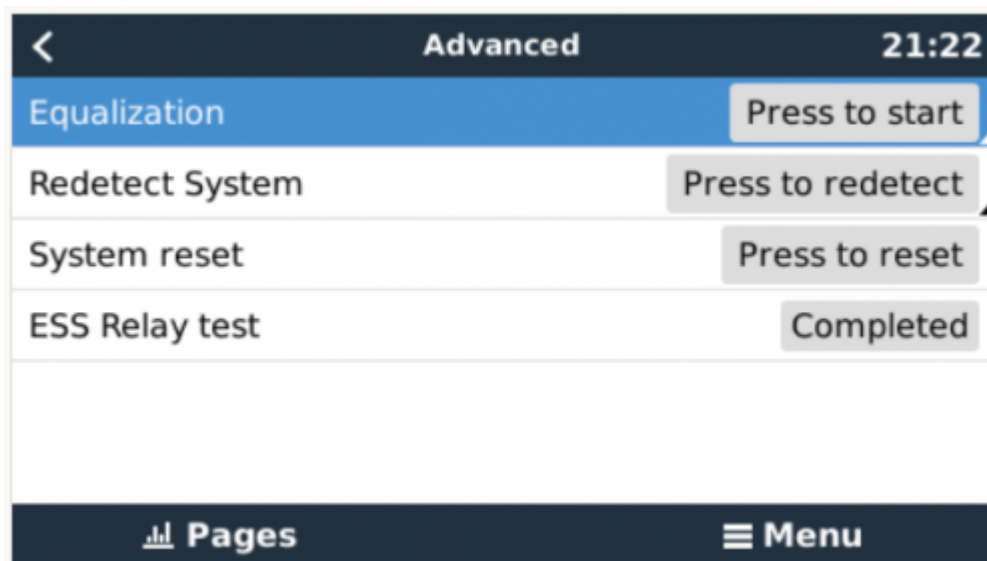 Advanced 21:22
Equalization Press to start
Redetect System Press to redetect
System reset Press to reset
ESS Relay test Completed
Pages Menu